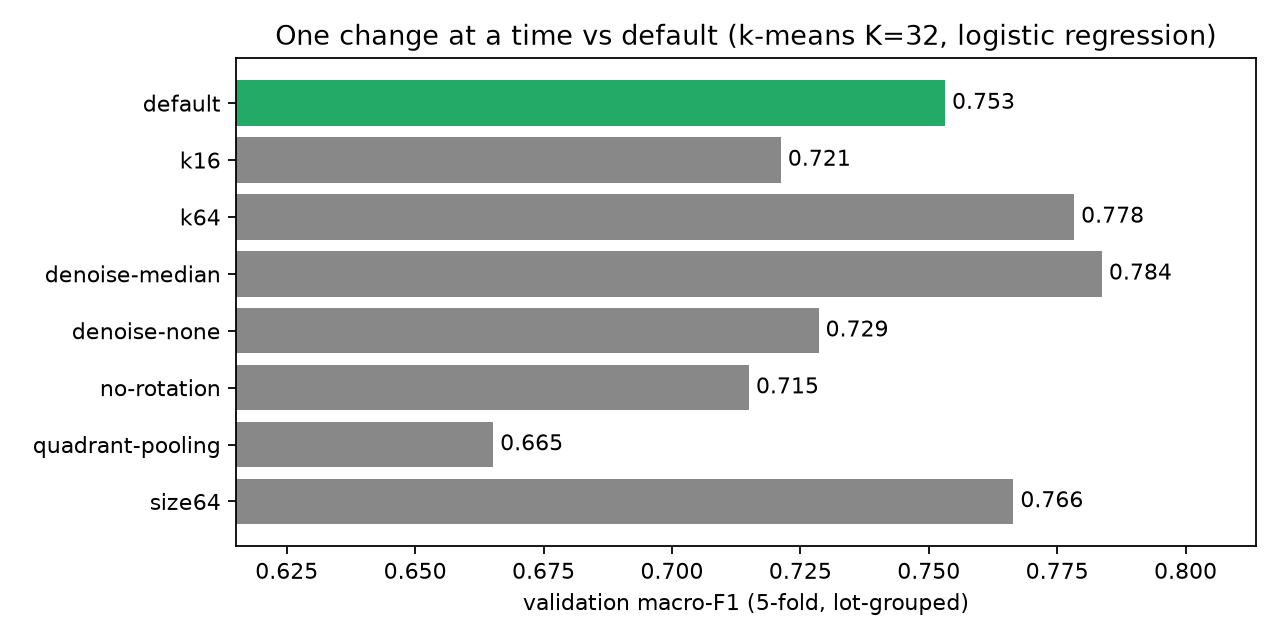 One change at a time vs default (k-means K=32, logistic regression)
default 0.753
k16 0.721
k64 0.778
denoise-median 0.784
denoise-none 0.729
no-rotation 0.715
quadrant-pooling 0.665
size64 0.766
0.625 0.650 0.675 0.700 0.725 0.750 0.775 0.800
validation macro-F1 (5-fold, lot-grouped)